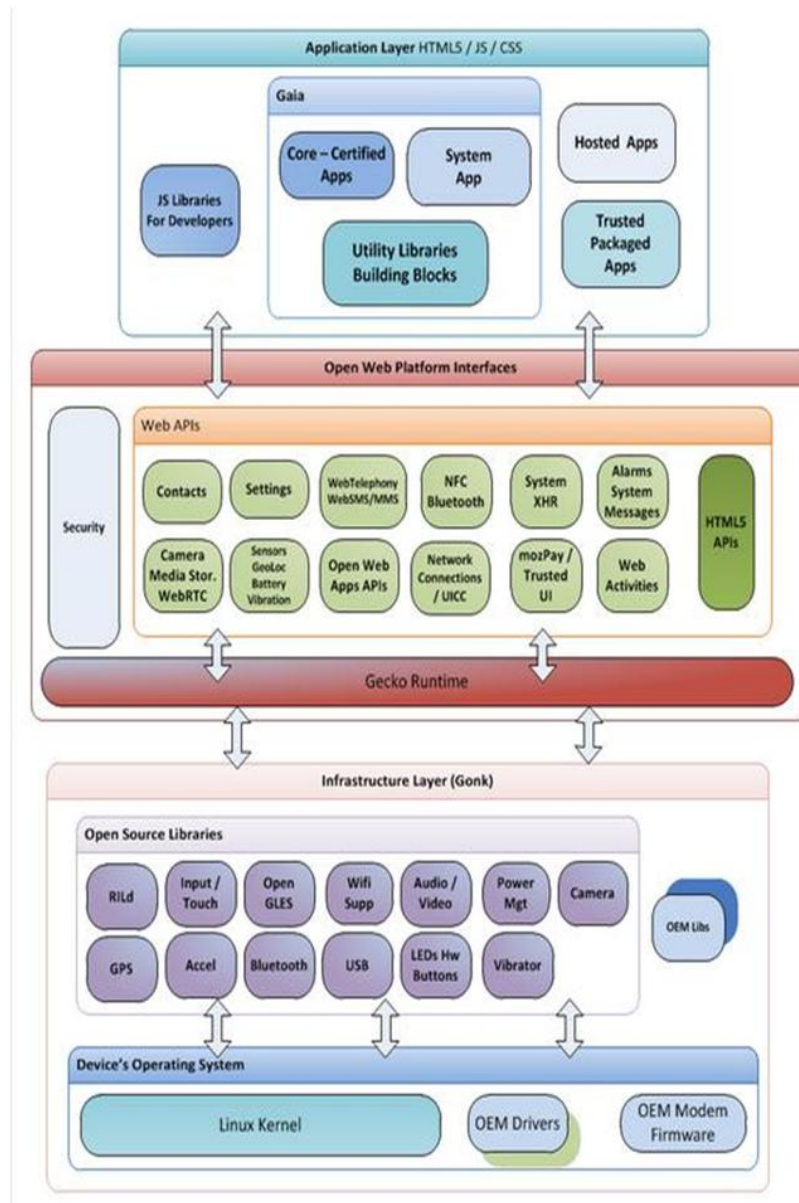 Application Layer HTML5 / JS / CSS
Gaia
Core – Certified
Apps
System
App
Hosted Apps
JS Libraries
For Developers
Utility Libraries
Building Blocks
Trusted
Packaged
Apps
Open Web Platform Interfaces
Security
Web APIs
Contacts
Settings
WebTelephony
WebSMS/MMS
NFC
Bluetooth
System
XHR
Alarms
System
Messages
HTML5
APIs
Camera
Media Stor.
WebRTC
Sensors
GeoLoc
Battery
Vibration
Open Web
Apps APIs
Network
Connections
/ UICC
mozPay /
Trusted
UI
Web
Activities
Gecko Runtime
Infrastructure Layer (Gonk)
Open Source Libraries
RILd
Input /
Touch
Open
GLES
Wifi
Supp
Audio /
Video
Power
Mgt
Camera
OEM Libs
GPS
Accel
Bluetooth
USB
LEDs Hw
Buttons
Vibrator
Device's Operating System
Linux Kernel
OEM Drivers
OEM Modem
Firmware